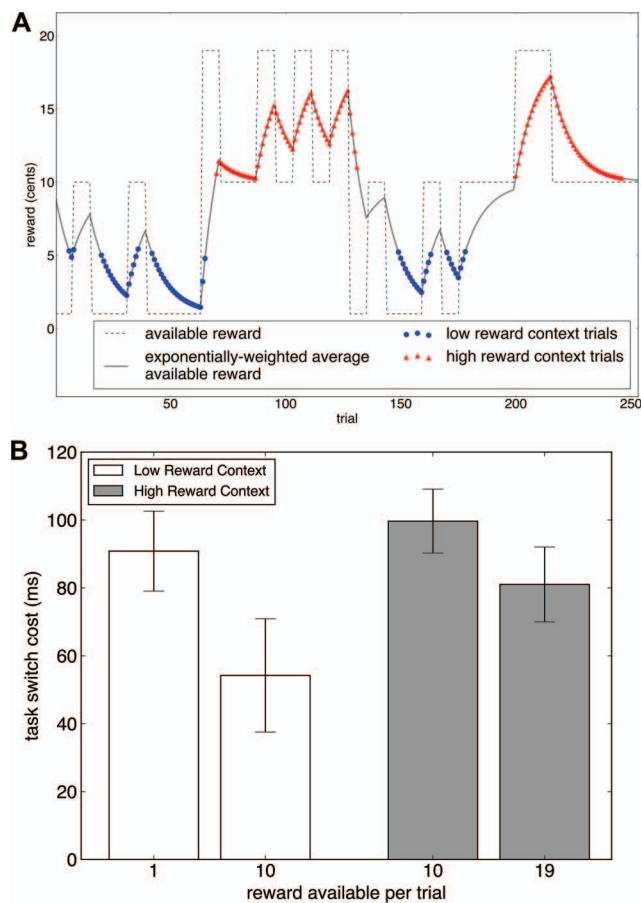 A
20
15
10
5
0
reward (cents)
available reward
exponentially-weighted average
available reward
low reward context trials
high reward context trials
50
100
150
200
250
trial
B
Low Reward Context
High Reward Context
120
100
80
60
40
20
0
task switch cost (ms)
1
10
10
19
reward available per trial